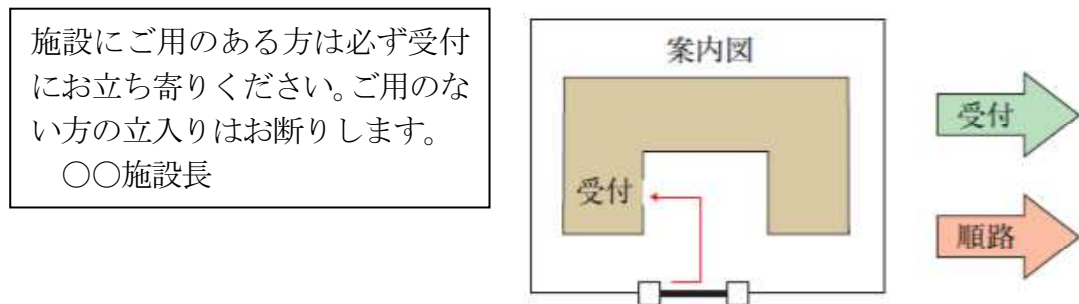 施設にご用のある方は必ず受付
にお立ち寄りください。ご用のな
い方の立入りはお断りします。
○○施設長
案内図
受付
受付
順路